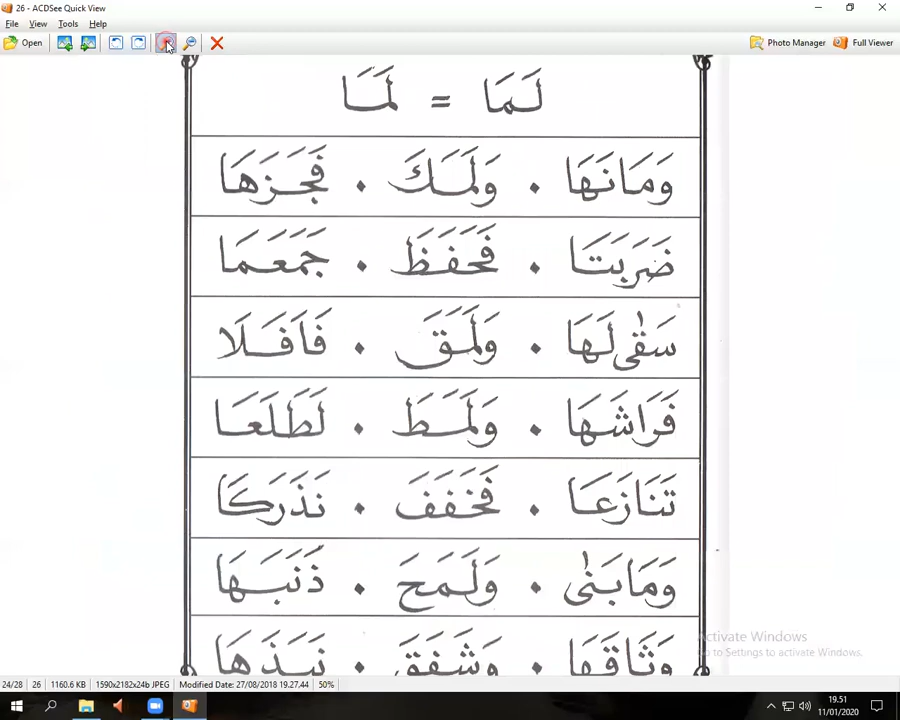 26 - ACDSee Quick View
File View Tools Help
Open Photo Manager Full Viewer
لَمَا = لَمَا
وَمَانَهَا • وَلَمَكَ • فَجَزَهَا
ضَرَبَتَا • فَحَفَظَ • جَمَعَمَا
سَقٰى لَهَا • وَلَمَقَ • فَاَفَلَا
فَرَاشَهَا • وَلَمَطَ • لَطَلَعَا
تَنَازَعَا • فَخَفَفَ • نَذَرَكَا
وَمَابَنٰى • وَلَمَحَ • ذَنَبَهَا
وَثَاقَهَا • وَشَفَقَ • نَبَذَهَا
Activate Windows
Go to Settings to activate Windows.
24/28 26 1160.6 KB 1590x2182x24b JPEG Modified Date: 27/08/2018 19.27.44 50%
19.51
11/01/2020